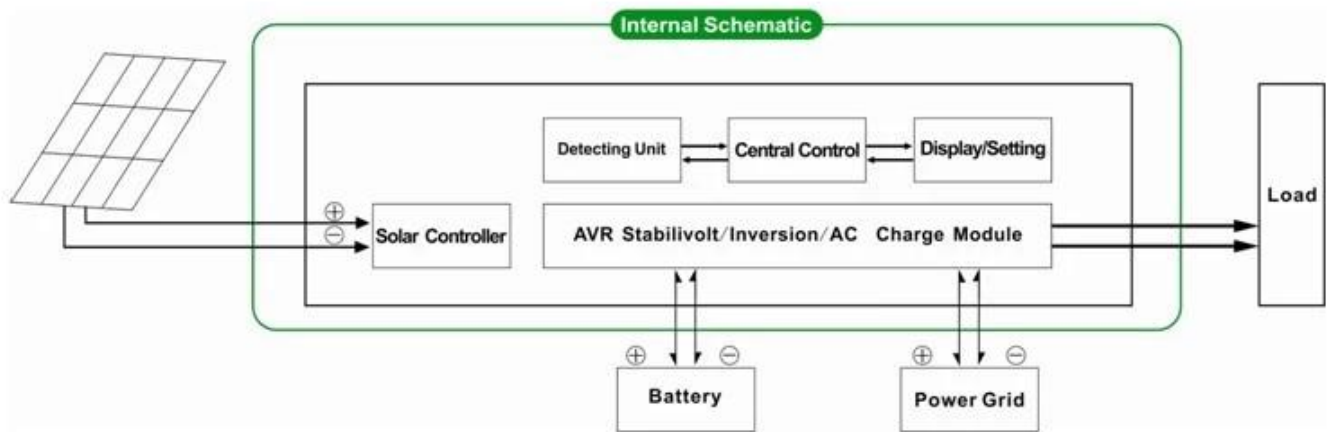 Internal Schematic
Detecting Unit
Central Control
Display/Setting
Load
⊕
⊖
Solar Controller
AVR Stabilivolt/Inversion/AC Charge Module
⊕ ⊖
⊕ ⊖
Battery
Power Grid